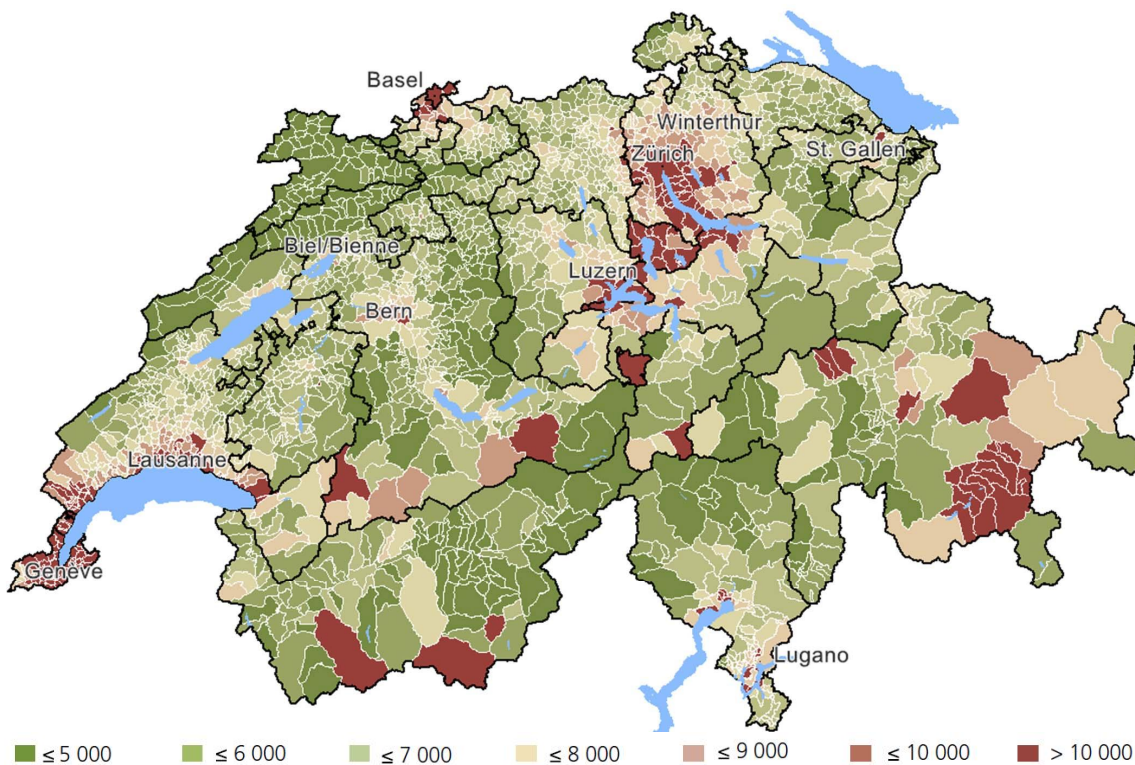 Basel
Winterthur
Zürich
St. Gallen
Biel/Bienne
Luzern
Bern
Lausanne
Genève
Lugano
≤ 5 000
≤ 6 000
≤ 7 000
≤ 8 000
≤ 9 000
≤ 10 000
> 10 000